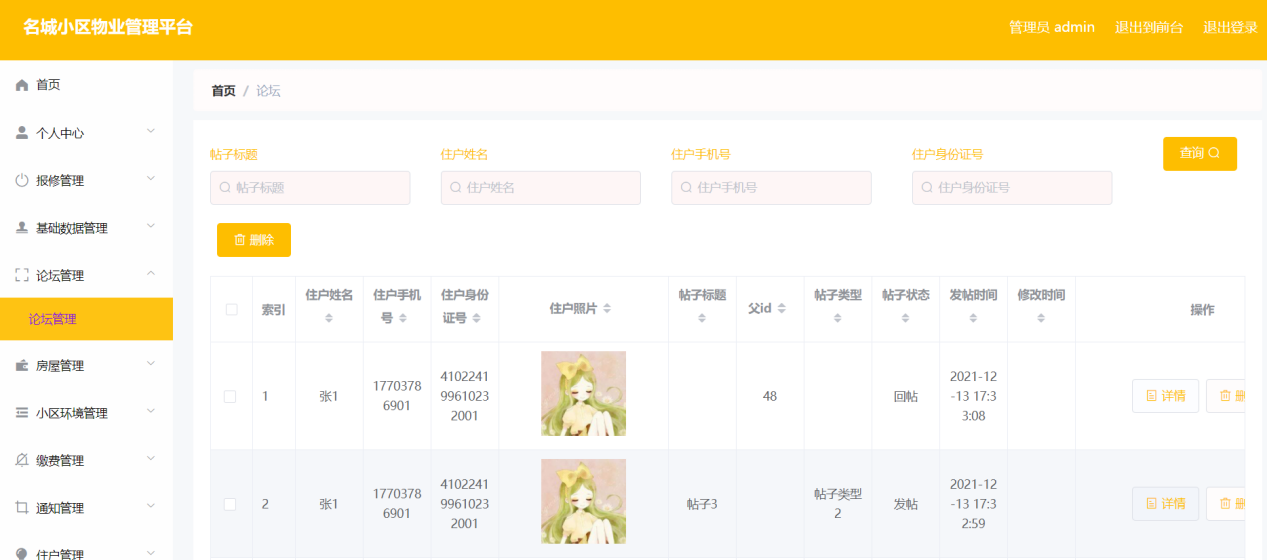 名城小区物业管理平台
管理员 admin 退出到前台 退出登录
首页
个人中心
报修管理
基础数据管理
论坛管理
论坛管理
房屋管理
小区环境管理
缴费管理
通知管理
住户管理
首页 / 论坛
帖子标题 住户姓名 住户手机号 住户身份证号
帖子标题 住户姓名 住户手机号 住户身份证号
查询
删除
索引 住户姓名 住户手机号 住户身份证号 住户照片 帖子标题 父id 帖子类型 帖子状态 发帖时间 修改时间 操作
1 张1 17703786901 410224199610232001 48 回帖 2021-12-13 17:33:08 详情
2 张1 17703786901 410224199610232001 帖子3 帖子类型2 发帖 2021-12-13 17:32:59 详情